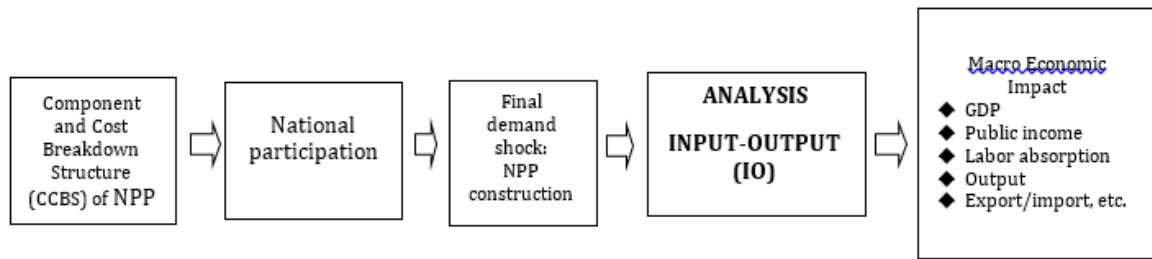 Component
and Cost
Breakdown
Structure
(CCBS) of NPP
National
participation
Final
demand
shock:
NPP
construction
ANALYSIS
INPUT-OUTPUT
(IO)
Macro Economic
Impact
◆ GDP
◆ Public income
◆ Labor absorption
◆ Output
◆ Export/import, etc.